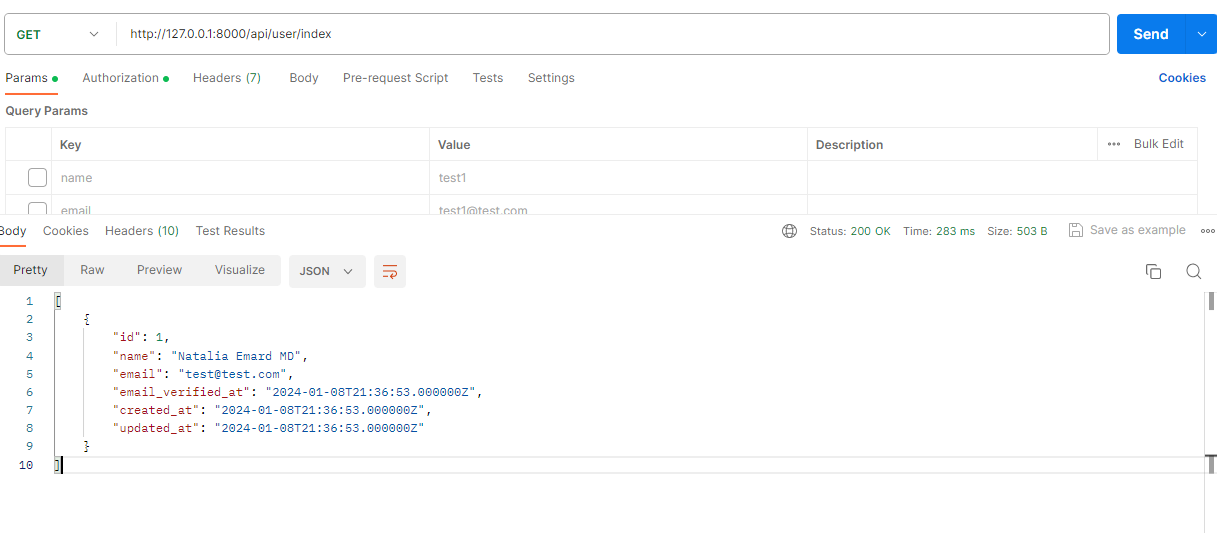 GET http://127.0.0.1:8000/api/user/index Send
Params Authorization Headers (7) Body Pre-request Script Tests Settings Cookies
Query Params
Key Value Description ••• Bulk Edit
name test1
email test1@test.com
Body Cookies Headers (10) Test Results Status: 200 OK Time: 283 ms Size: 503 B Save as example
Pretty Raw Preview Visualize JSON
1 [
2 {
3 "id": 1,
4 "name": "Natalia Emard MD",
5 "email": "test@test.com",
6 "email_verified_at": "2024-01-08T21:36:53.000000Z",
7 "created_at": "2024-01-08T21:36:53.000000Z",
8 "updated_at": "2024-01-08T21:36:53.000000Z"
9 }
10 ]